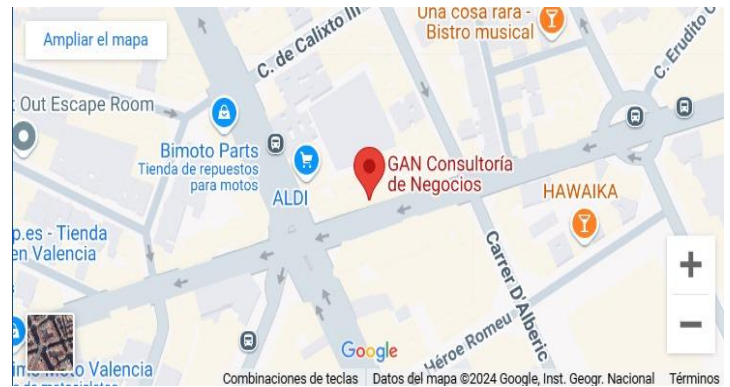 Ampliar el mapa
C. de Calixto III
Una cosa rara -
Bistro musical
C. Erudito O
Out Escape Room
Bimoto Parts
Tienda de repuestos
para motos
ALDI
GAN Consultoría
de Negocios
HAWAIKA
p.es - Tienda
en Valencia
Carrer D'Alberic
Héroe Romeu
Google
Moto Valencia
Combinaciones de teclas
Datos del mapa ©2024 Google, Inst. Geogr. Nacional
Términos